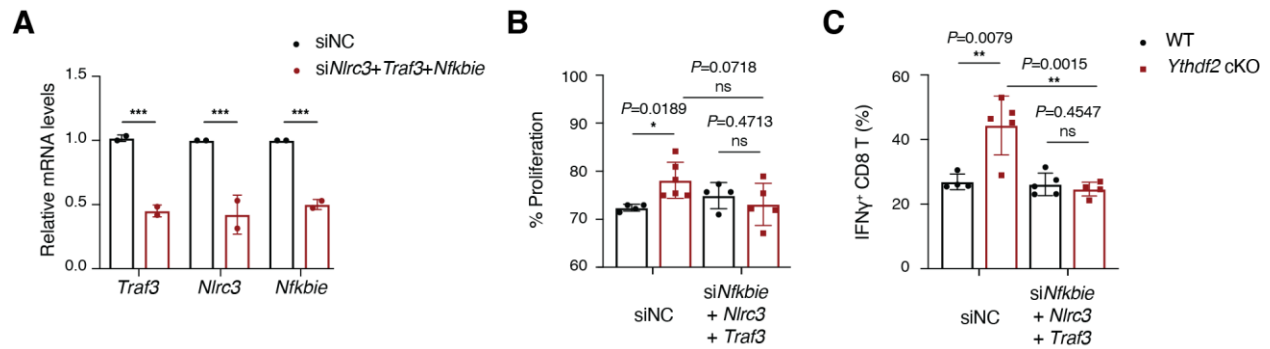 A
siNC
siNlrc3+Traf3+Nfkbie
Relative mRNA levels
1.5
1.0
0.5
0.0
***
***
***
Traf3
Nlrc3
Nfkbie
B
% Proliferation
100
90
80
70
60
P=0.0718
ns
P=0.0189
*
P=0.4713
ns
siNC
siNfkbie
+ Nlrc3
+ Traf3
C
WT
Ythdf2 cKO
IFNγ⁺ CD8 T (%)
60
40
20
0
P=0.0079
**
P=0.0015
**
P=0.4547
ns
siNC
siNfkbie
+ Nlrc3
+ Traf3